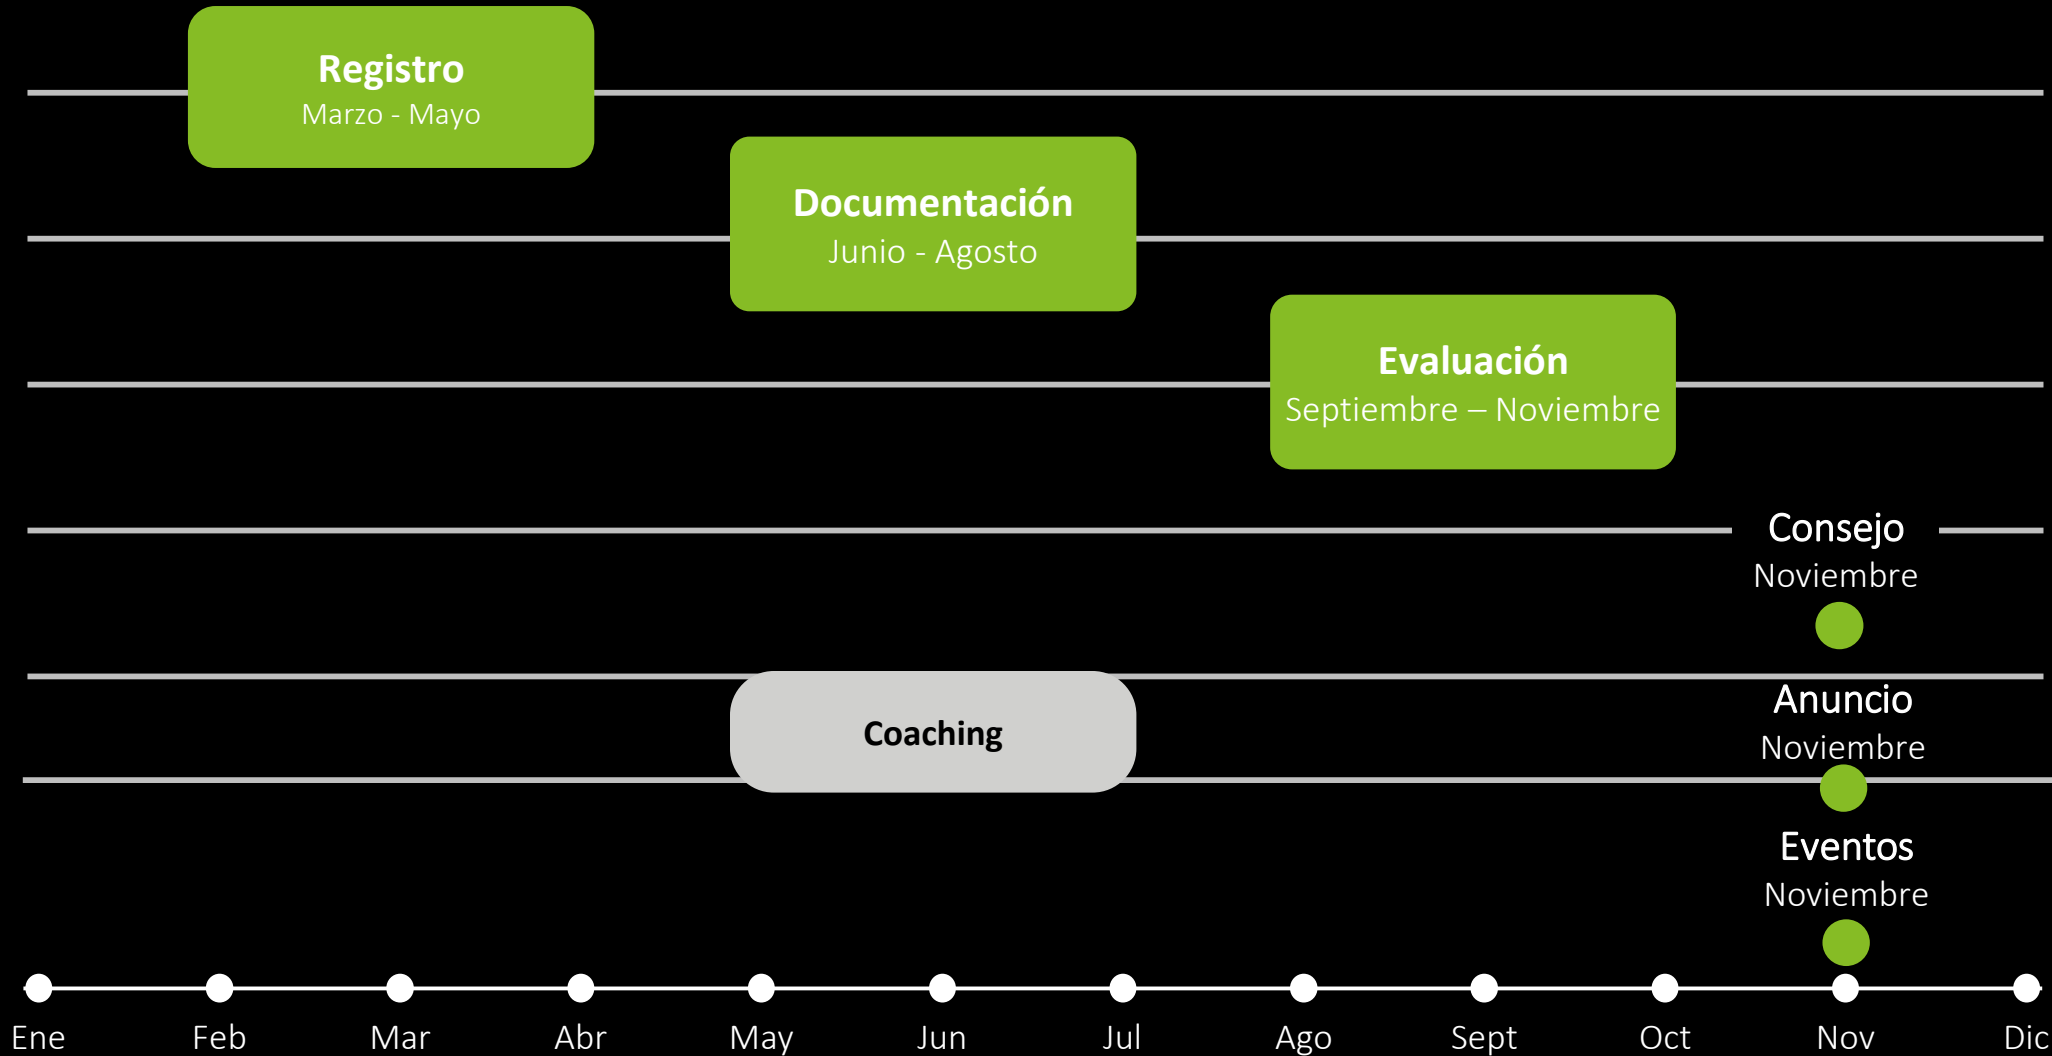 Registro
Marzo - Mayo
Documentación
Junio - Agosto
Evaluación
Septiembre – Noviembre
Consejo
Noviembre
Coaching
Anuncio
Noviembre
Eventos
Noviembre
Ene Feb Mar Abr May Jun Jul Ago Sept Oct Nov Dic